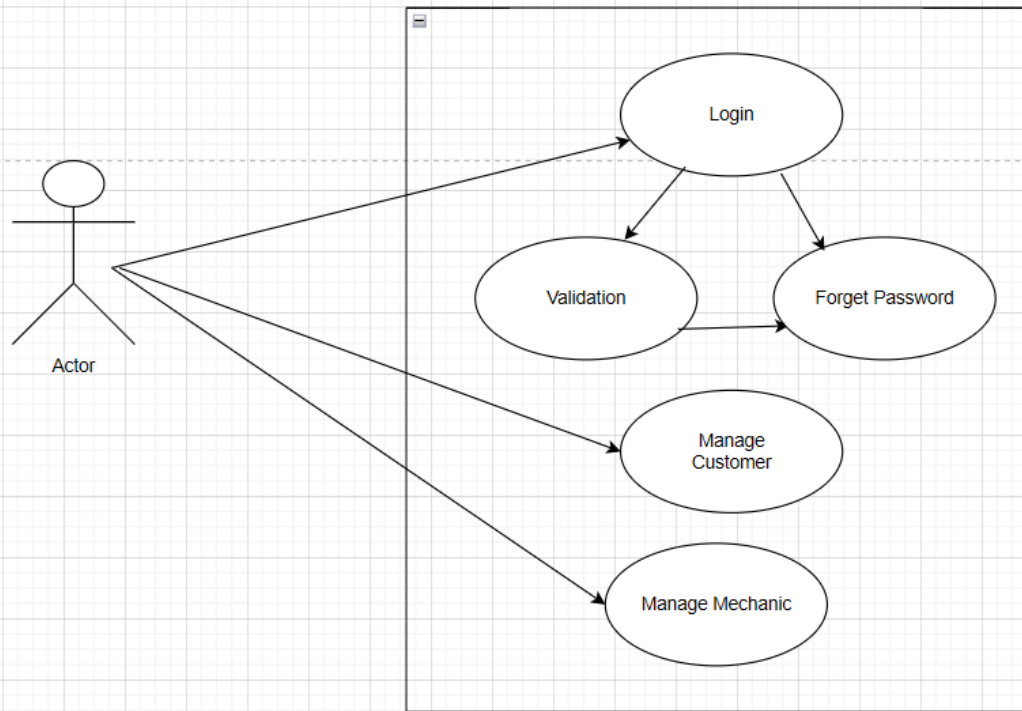 Login
Validation
Forget Password
Actor
Manage
Customer
Manage Mechanic